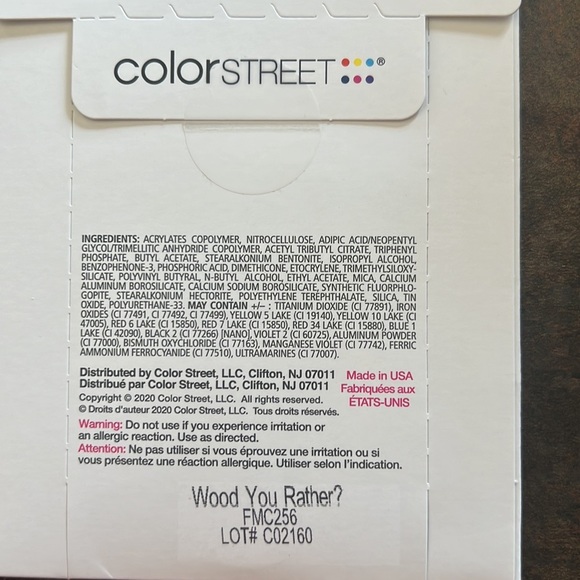 colorSTREET®
INGREDIENTS: ACRYLATES COPOLYMER, NITROCELLULOSE, ADIPIC ACID/NEOPENTYL
GLYCOL/TRIMELLITIC ANHYDRIDE COPOLYMER, ACETYL TRIBUTYL CITRATE, TRIPHENYL
PHOSPHATE, BUTYL ACETATE, STEARALKONIUM BENTONITE, ISOPROPYL ALCOHOL,
BENZOPHENONE-3, PHOSPHORIC ACID, DIMETHICONE, ETOCRYLENE, TRIMETHYLSILOXY-
SILICATE, POLYVINYL BUTYRAL, N-BUTYL ALCOHOL, ETHYL ACETATE, MICA, CALCIUM
ALUMINUM BOROSILICATE, CALCIUM SODIUM BOROSILICATE, SYNTHETIC FLUORPHLO-
GOPITE, STEARALKONIUM HECTORITE, POLYETHYLENE TEREPHTHALATE, SILICA, TIN
OXIDE, POLYURETHANE-33. MAY CONTAIN +/– : TITANIUM DIOXIDE (CI 77891), IRON
OXIDES (CI 77491, CI 77492, CI 77499), YELLOW 5 LAKE (CI 19140), YELLOW 10 LAKE (CI
47005), RED 6 LAKE (CI 15850), RED 7 LAKE (CI 15850), RED 34 LAKE (CI 15880), BLUE 1
LAKE (CI 42090), BLACK 2 (CI 77266) [NANO], VIOLET 2 (CI 60725), ALUMINUM POWDER
(CI 77000), BISMUTH OXYCHLORIDE (CI 77163), MANGANESE VIOLET (CI 77742), FERRIC
AMMONIUM FERROCYANIDE (CI 77510), ULTRAMARINES (CI 77007).
Distributed by Color Street, LLC, Clifton, NJ 07011
Distribué par Color Street, LLC, Clifton, NJ 07011
Copyright © 2020 Color Street, LLC. All rights reserved.
© Droits d'auteur 2020 Color Street, LLC. Tous droits réservés.
Made in USA
Fabriquées aux
ÉTATS-UNIS
Warning: Do not use if you experience irritation or
an allergic reaction. Use as directed.
Attention: Ne pas utiliser si vous éprouvez une irritation ou si
vous présentez une réaction allergique. Utiliser selon l'indication.
Wood You Rather?
FMC256
LOT# C02160